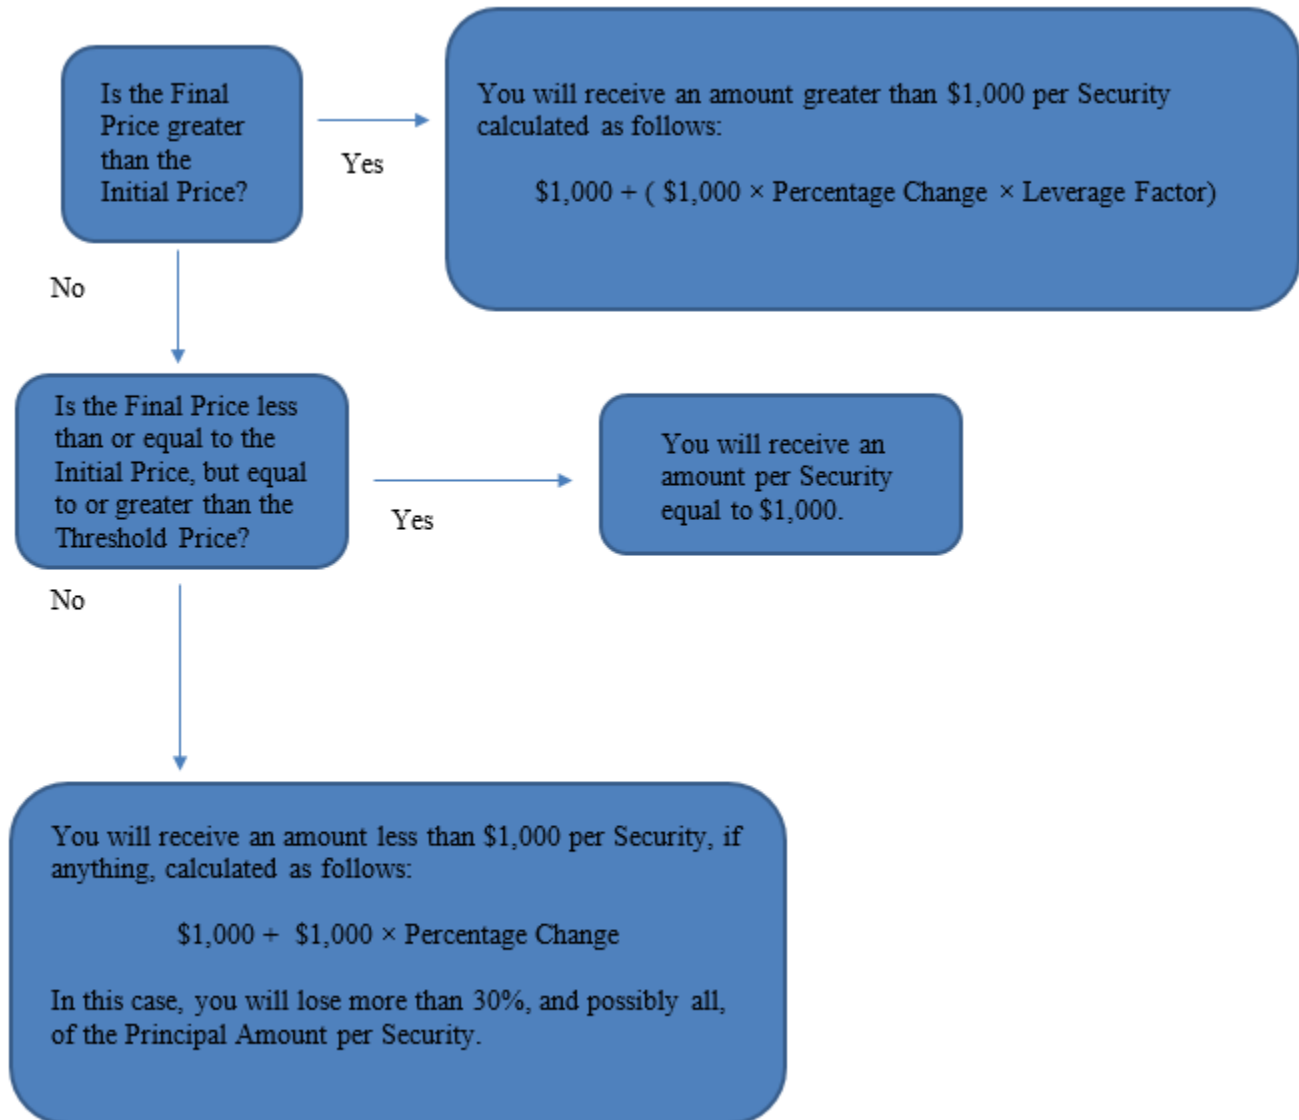 Is the Final
Price greater
than the
Initial Price?
Yes
You will receive an amount greater than $1,000 per Security
calculated as follows:
$1,000 + ( $1,000 × Percentage Change × Leverage Factor)
No
Is the Final Price less
than or equal to the
Initial Price, but equal
to or greater than the
Threshold Price?
Yes
You will receive an
amount per Security
equal to $1,000.
No
You will receive an amount less than $1,000 per Security, if
anything, calculated as follows:
$1,000 + $1,000 × Percentage Change
In this case, you will lose more than 30%, and possibly all,
of the Principal Amount per Security.